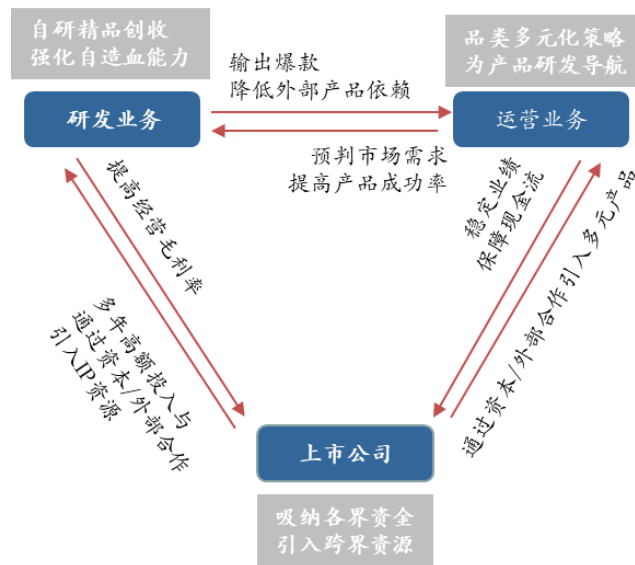 自研精品创收
强化自造血能力
品类多元化策略
为产品研发导航
输出爆款
降低外部产品依赖
研发业务
运营业务
预判市场需求
提高产品成功率
提高经营毛利率
稳定业绩
保障现金流
多年高额投入与
通过资本/外部合作
引入IP资源
通过资本/外部合作引入多元产品
上市公司
吸纳各界资金
引入跨界资源